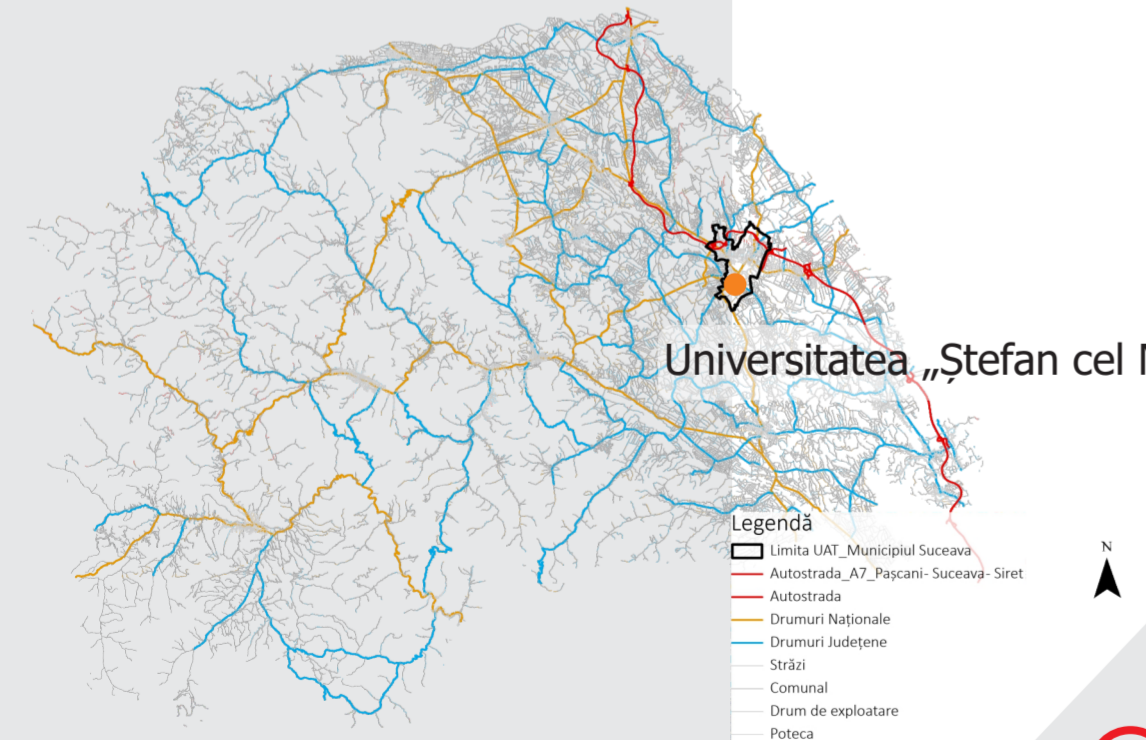 Universitatea „Ștefan cel
Legendă
Limita UAT_Municipiul Suceava
Autostrada_A7_Pașcani- Suceava- Siret
N
Autostrada
Drumuri Naționale
Drumuri Județene
Străzi
Comunal
Drum de exploatare
Poteca